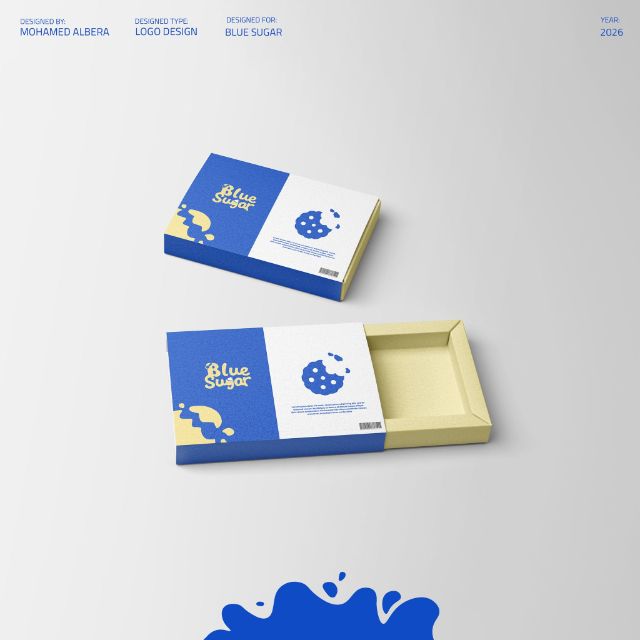 DESIGNED BY:
MOHAMED ALBERA
DESIGNED TYPE:
LOGO DESIGN
DESIGNED FOR:
BLUE SUGAR
YEAR:
2026
Blue
Sugar
Blue
Sugar